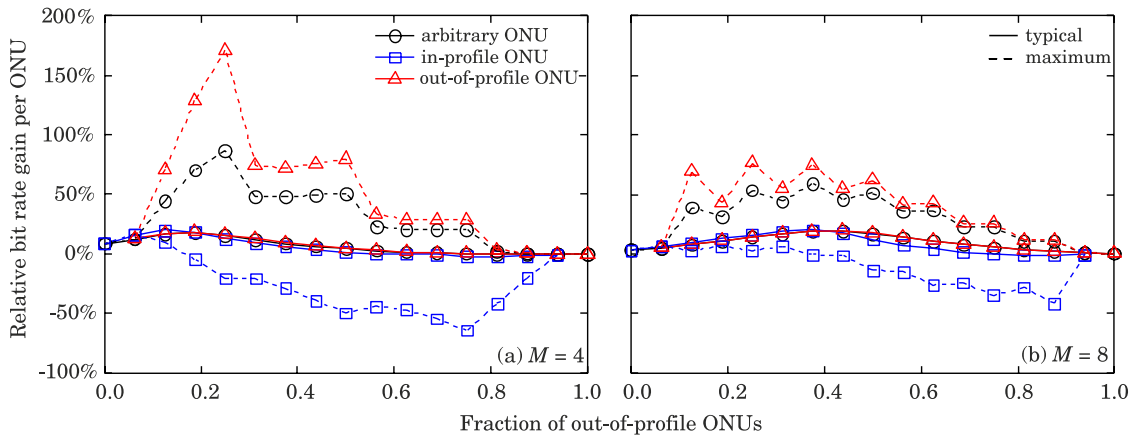 Relative bit rate gain per ONU
200%
150%
100%
50%
0%
-50%
-100%
arbitrary ONU
in-profile ONU
out-of-profile ONU
(a) M = 4
0.0 0.2 0.4 0.6 0.8 1.0
typical
maximum
(b) M = 8
0.0 0.2 0.4 0.6 0.8 1.0
Fraction of out-of-profile ONUs